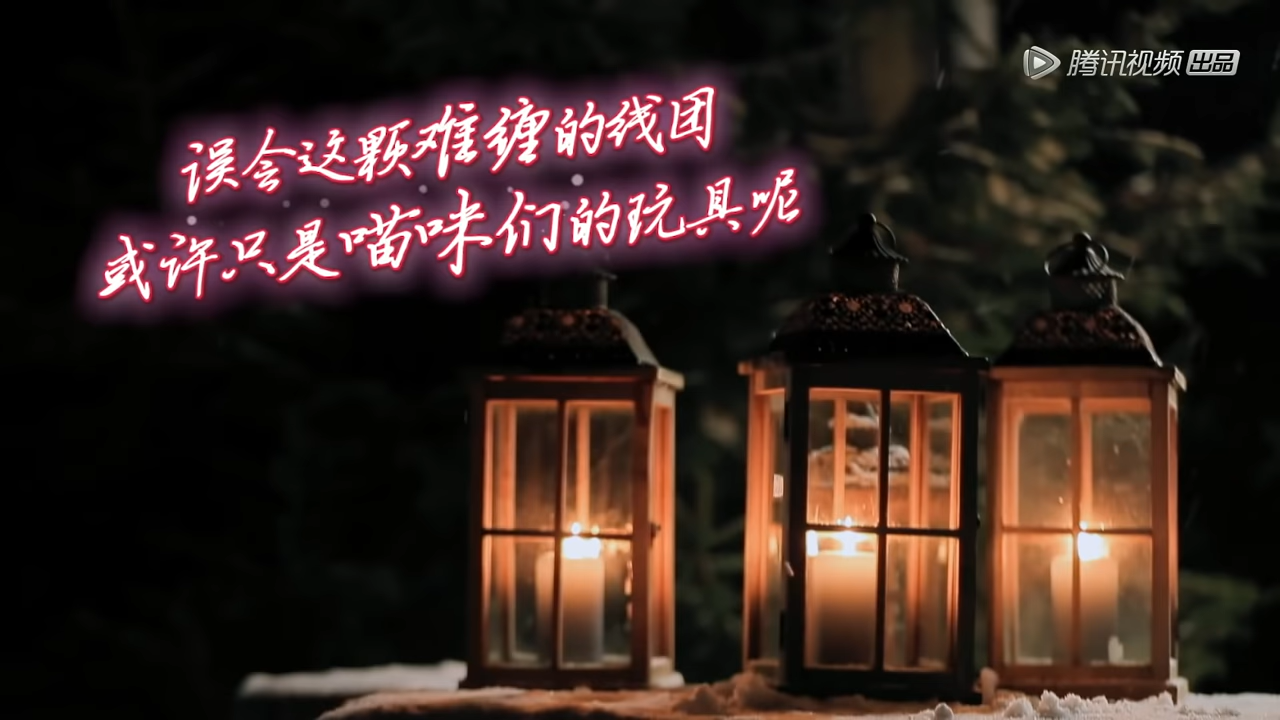 腾讯视频 出品
误会这颗难缠的线团
或许只是喵咪们的玩具呢